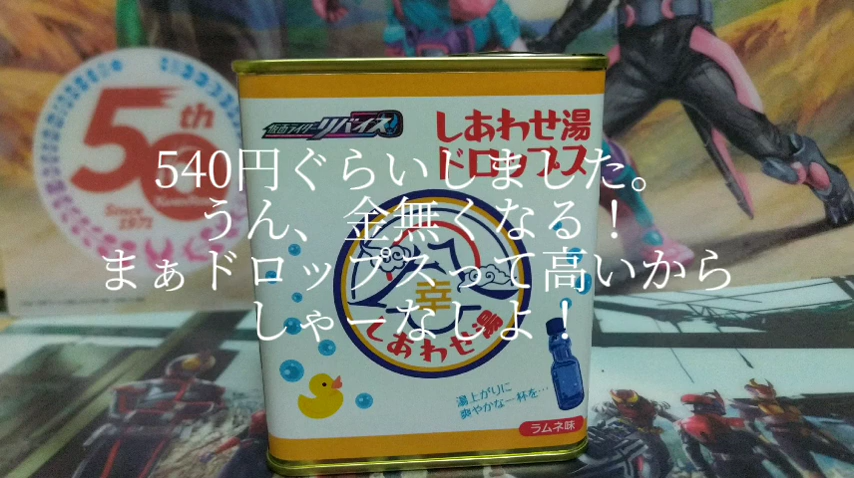 50th
Since
1971
仮面ライダーリバイス
しあわせ湯
ドロップス
540円ぐらいしました。
うん、金無くなる！
まぁドロップスって高いから
しゃーなしよ！
幸
しあわせ湯
湯上がりに
爽やかな一杯を…
ラムネ味